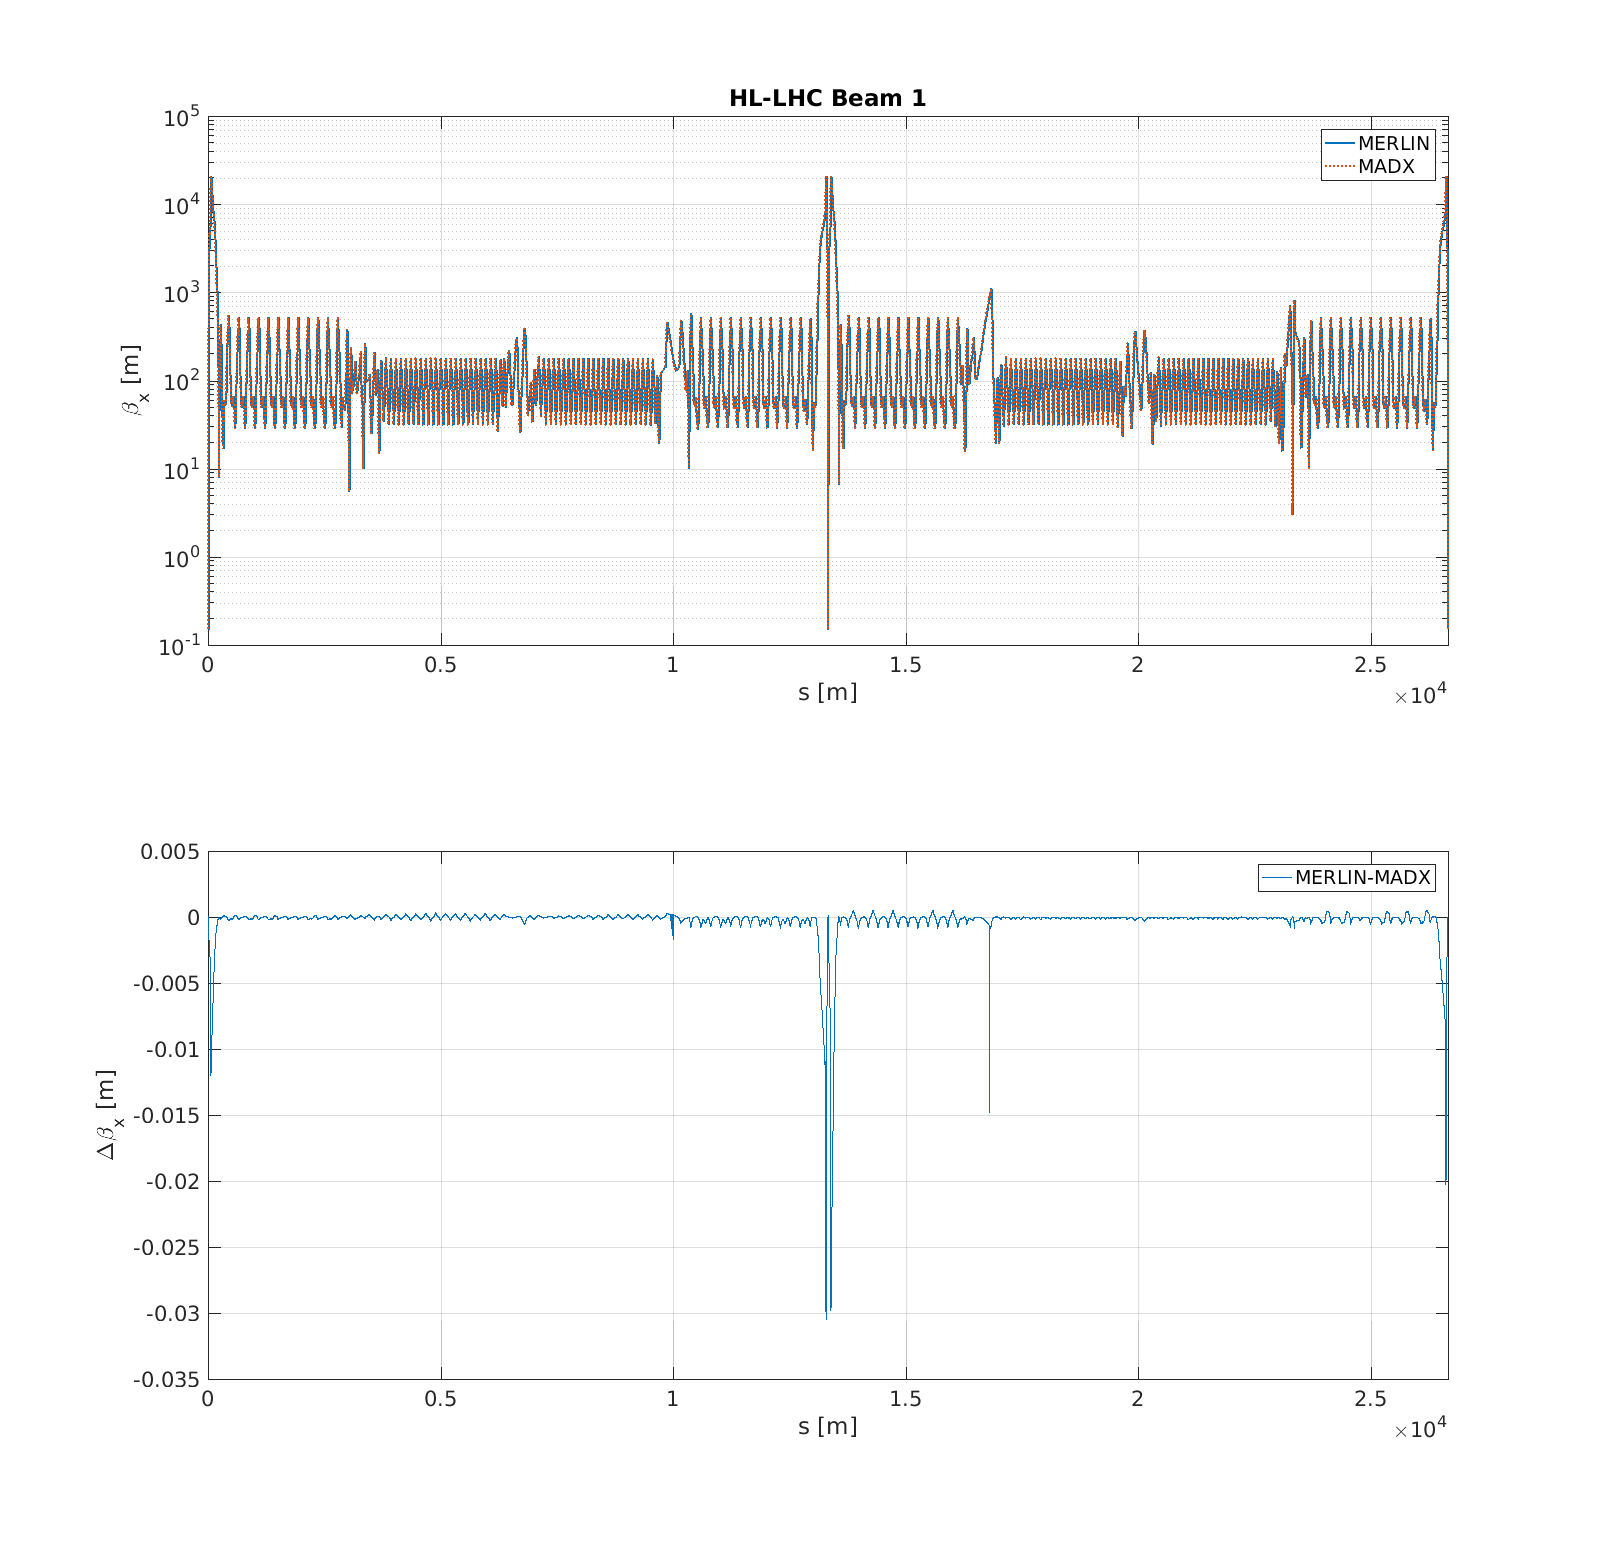 HL-LHC Beam 1
10^5
10^4
10^3
10^2
10^1
10^0
10^-1
β_x [m]
MERLIN
MADX
0 0.5 1 1.5 2 2.5
s [m]
×10^4
0.005
0
-0.005
-0.01
-0.015
-0.02
-0.025
-0.03
-0.035
Δβ_x [m]
MERLIN-MADX
0 0.5 1 1.5 2 2.5
s [m]
×10^4